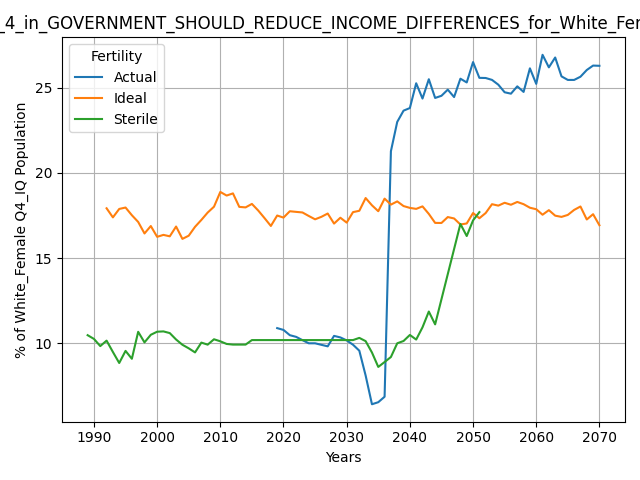 _4_in_GOVERNMENT_SHOULD_REDUCE_INCOME_DIFFERENCES_for_White_Fem
Fertility
Actual
Ideal
Sterile
% of White_Female Q4_IQ Population
25
20
15
10
1990 2000 2010 2020 2030 2040 2050 2060 2070
Years